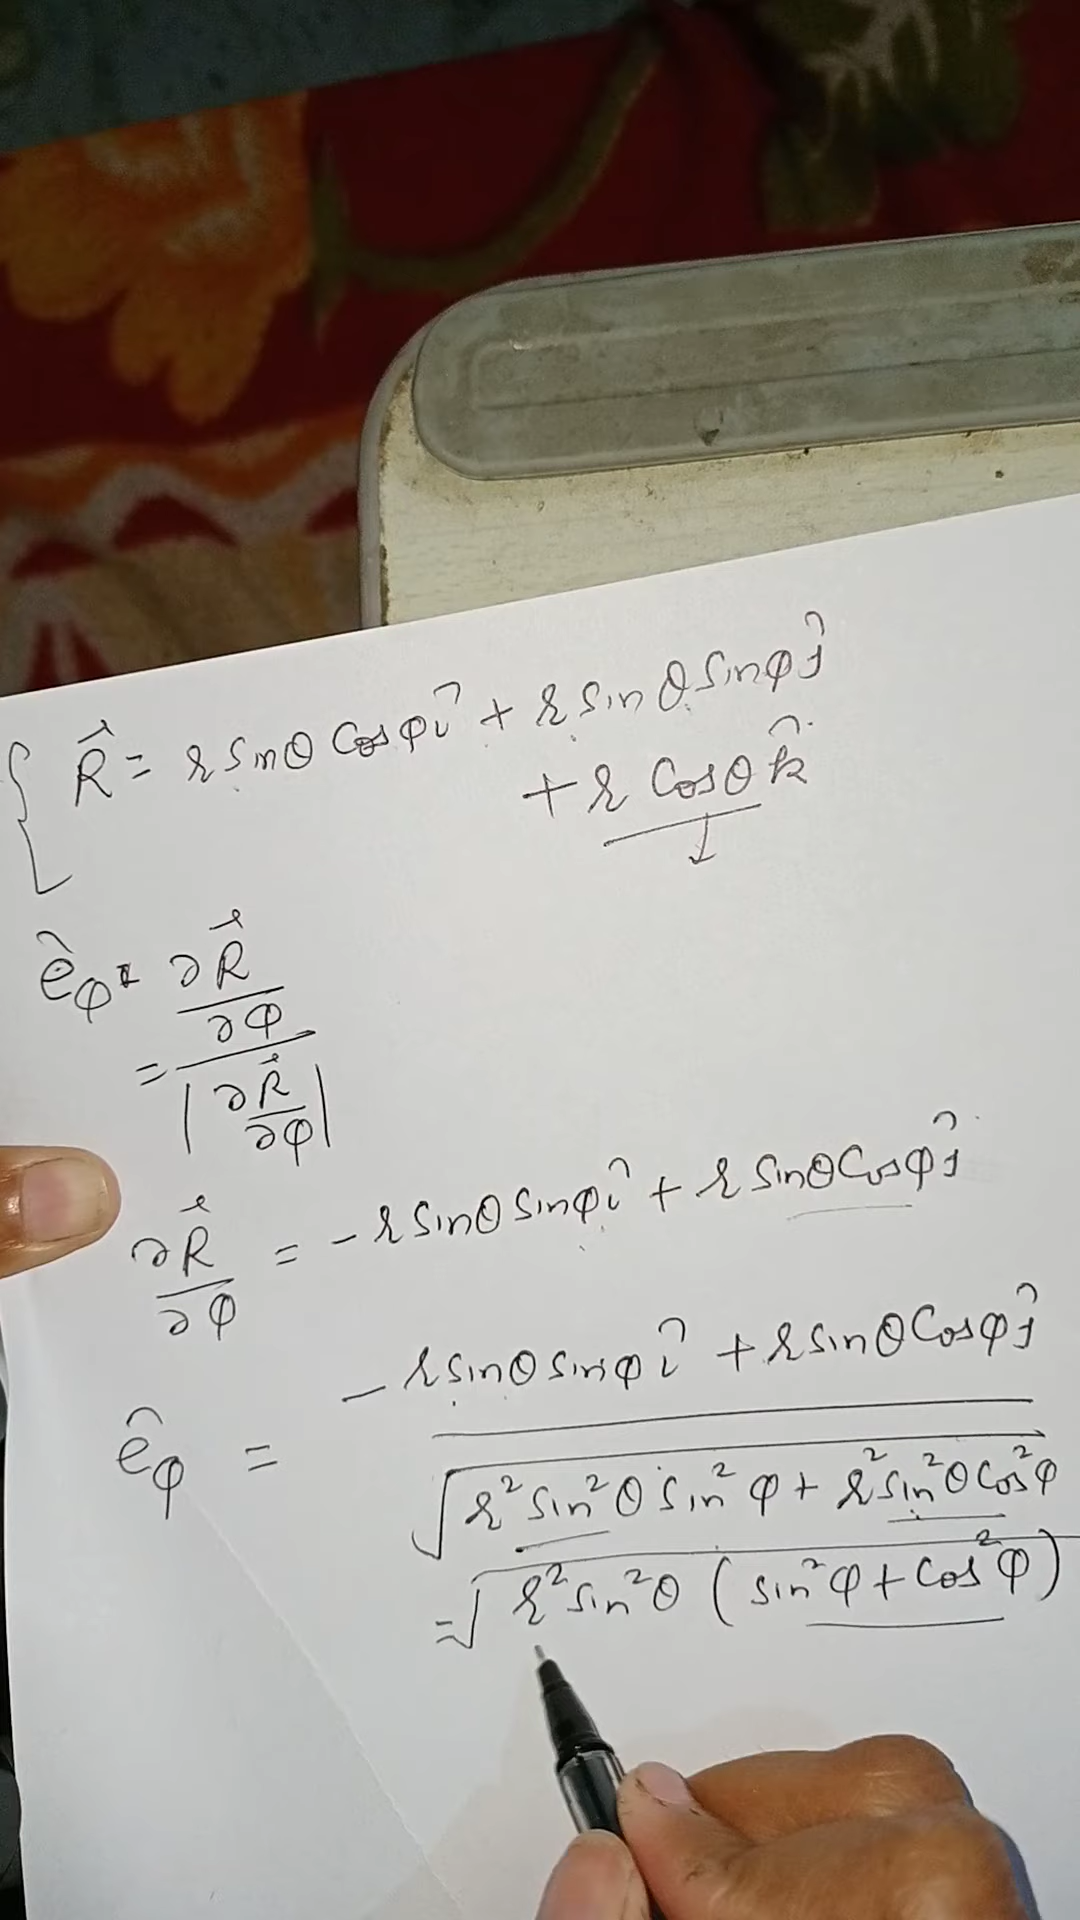 R⃗ = r sinθ cosφ î + r sinθ sinφ ĵ
+ r cosθ k̂
ê_φ = ∂R⃗/∂φ
= / |∂R⃗/∂φ|
∂R⃗/∂φ = - r sinθ sinφ î + r sinθ cosφ ĵ
- r sinθ sinφ î + r sinθ cosφ ĵ
ê_φ =
√(r² sin²θ sin²φ + r² sin²θ cos²φ)
= √(r² sin²θ (sin²φ + cos²φ))